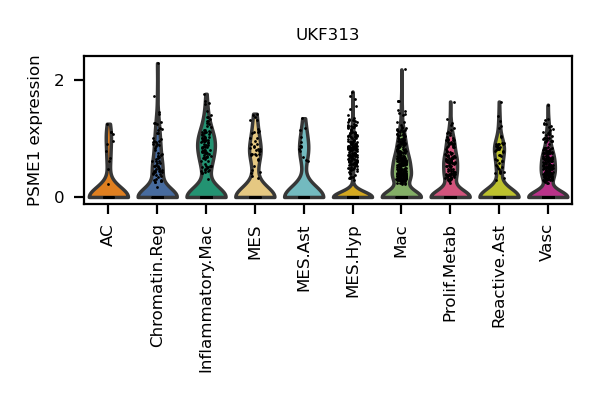 UKF313
PSME1 expression
2
0
AC
Chromatin.Reg
Inflammatory.Mac
MES
MES.Ast
MES.Hyp
Mac
Prolif.Metab
Reactive.Ast
Vasc